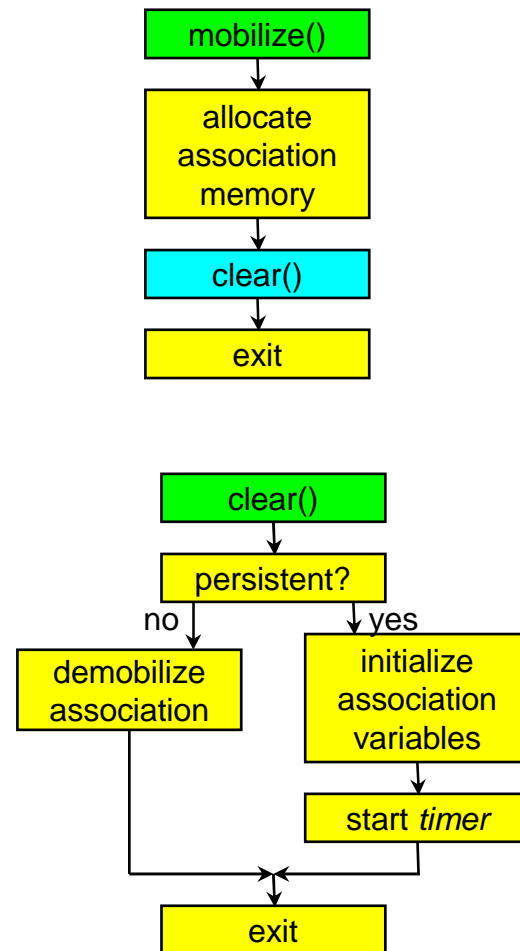 mobilize()
allocate
association
memory
clear()
exit
clear()
persistent?
no
yes
demobilize
association
initialize
association
variables
start timer
exit